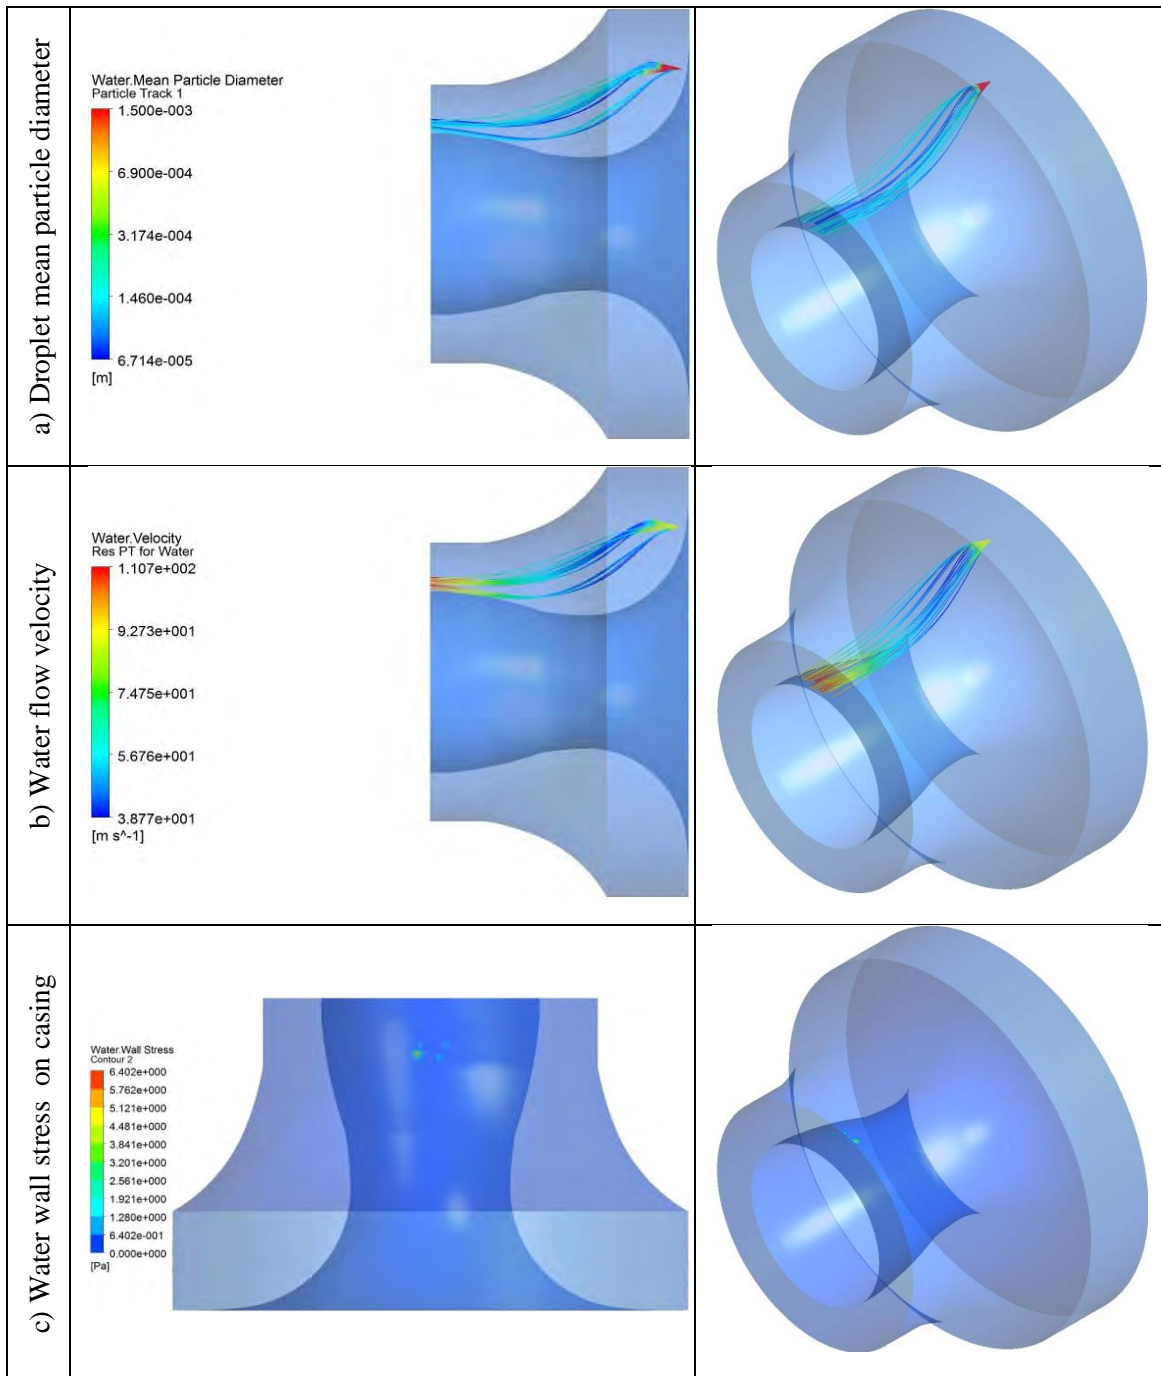 a) Droplet mean particle diameter
Water.Mean Particle Diameter
Particle Track 1
1.500e-003
6.900e-004
3.174e-004
1.460e-004
6.714e-005
[m]
b) Water flow velocity
Water.Velocity
Res PT for Water
1.107e+002
9.273e+001
7.475e+001
5.676e+001
3.877e+001
[m s^-1]
c) Water wall stress on casing
Water.Wall Stress
Contour 2
6.402e+000
5.762e+000
5.121e+000
4.481e+000
3.841e+000
3.201e+000
2.561e+000
1.921e+000
1.280e+000
6.402e-001
0.000e+000
[Pa]